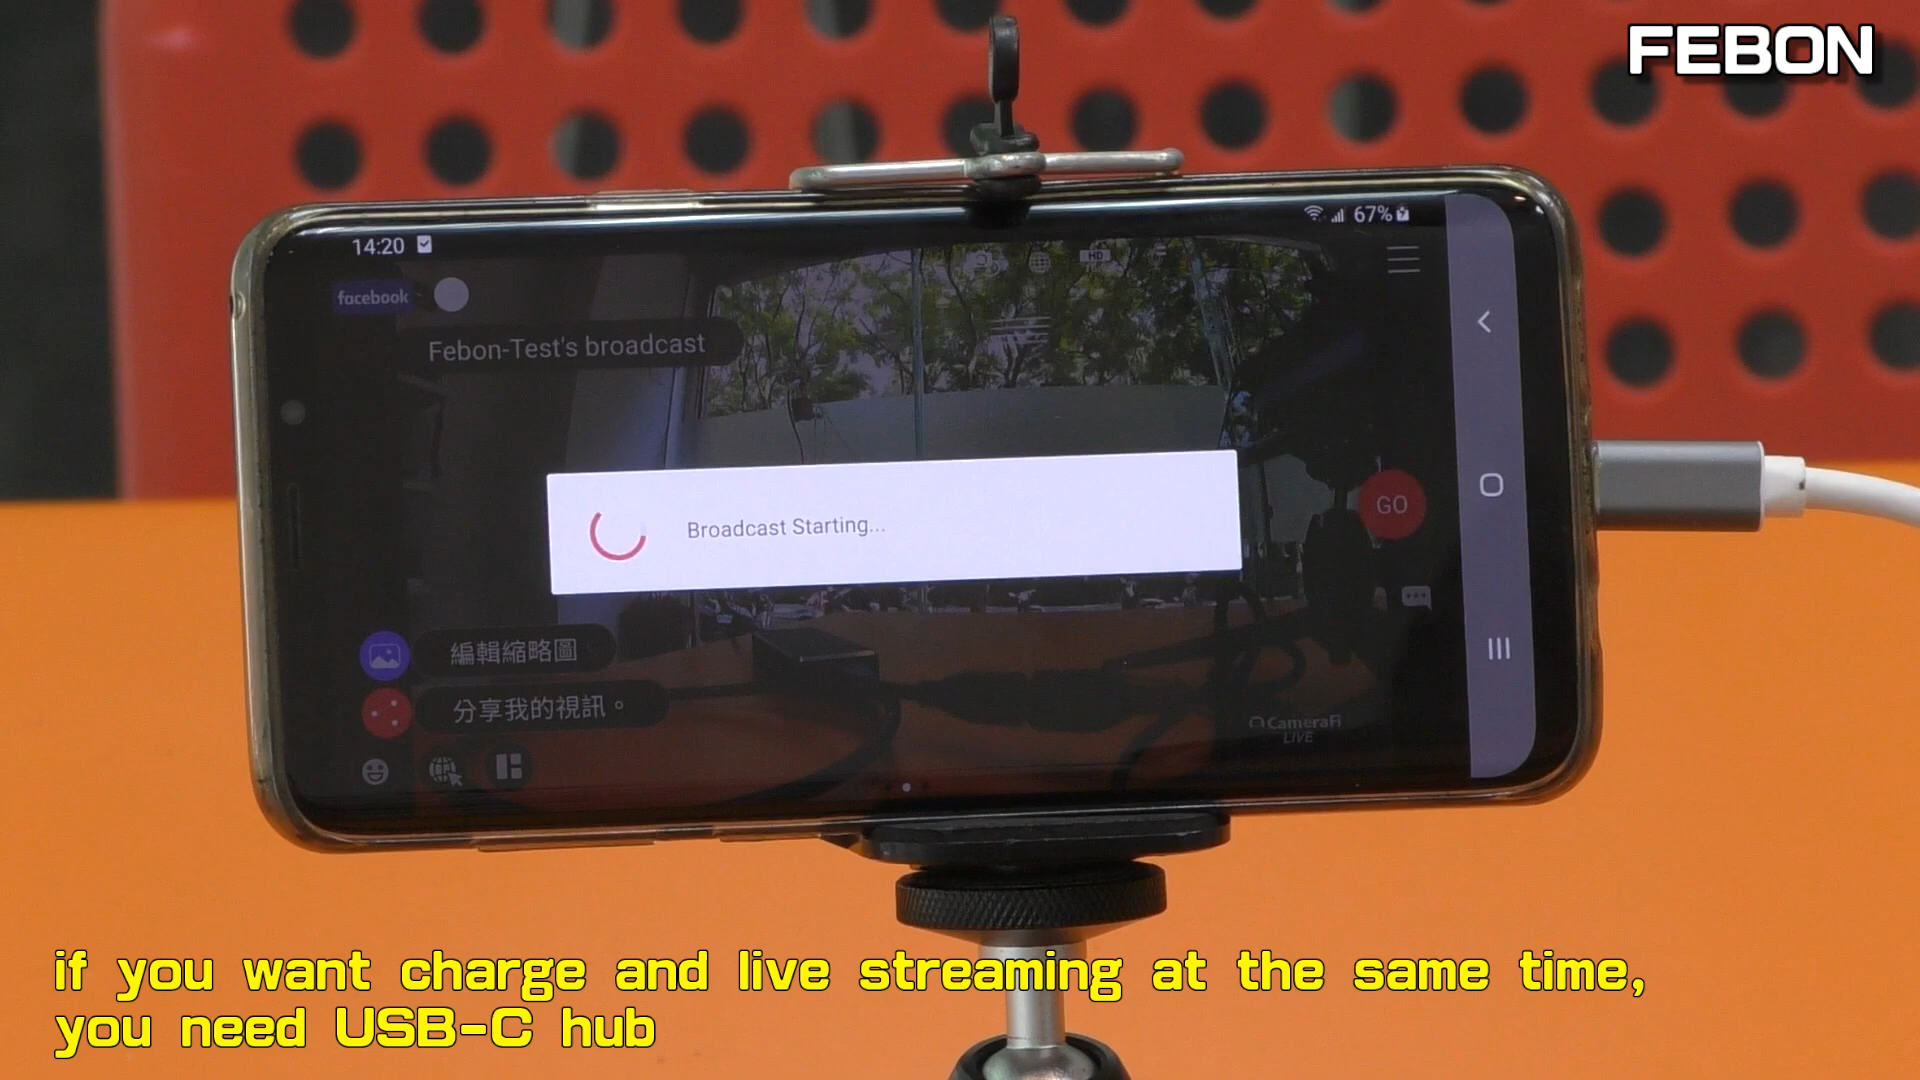 FEBON
14:20
67%
facebook
HD
Febon-Test's broadcast
Broadcast Starting...
GO
編輯縮略圖
分享我的視訊。
CameraFi
LIVE
if you want charge and live streaming at the same time,
you need USB-C hub